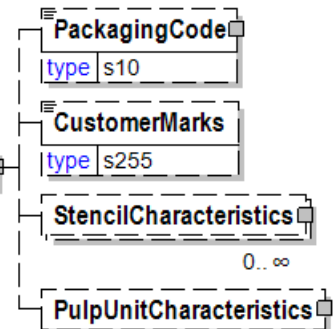 PackagingCode
type s10
CustomerMarks
type s255
StencilCharacteristics
0..∞
PulpUnitCharacteristics